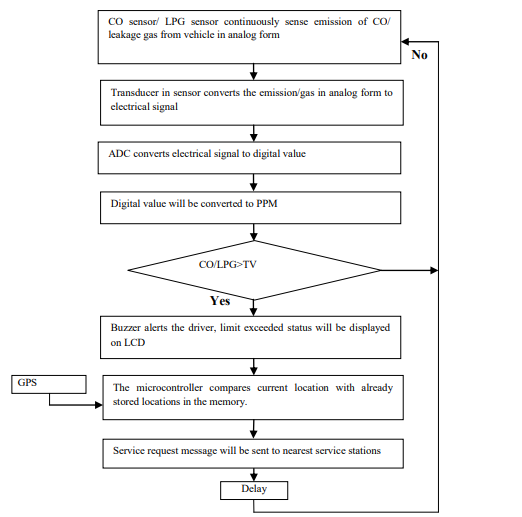 CO sensor/ LPG sensor continuously sense emission of CO/
leakage gas from vehicle in analog form
No
Transducer in sensor converts the emission/gas in analog form to
electrical signal
ADC converts electrical signal to digital value
Digital value will be converted to PPM
CO/LPG>TV
Yes
Buzzer alerts the driver, limit exceeded status will be displayed
on LCD
GPS
The microcontroller compares current location with already
stored locations in the memory.
Service request message will be sent to nearest service stations
Delay